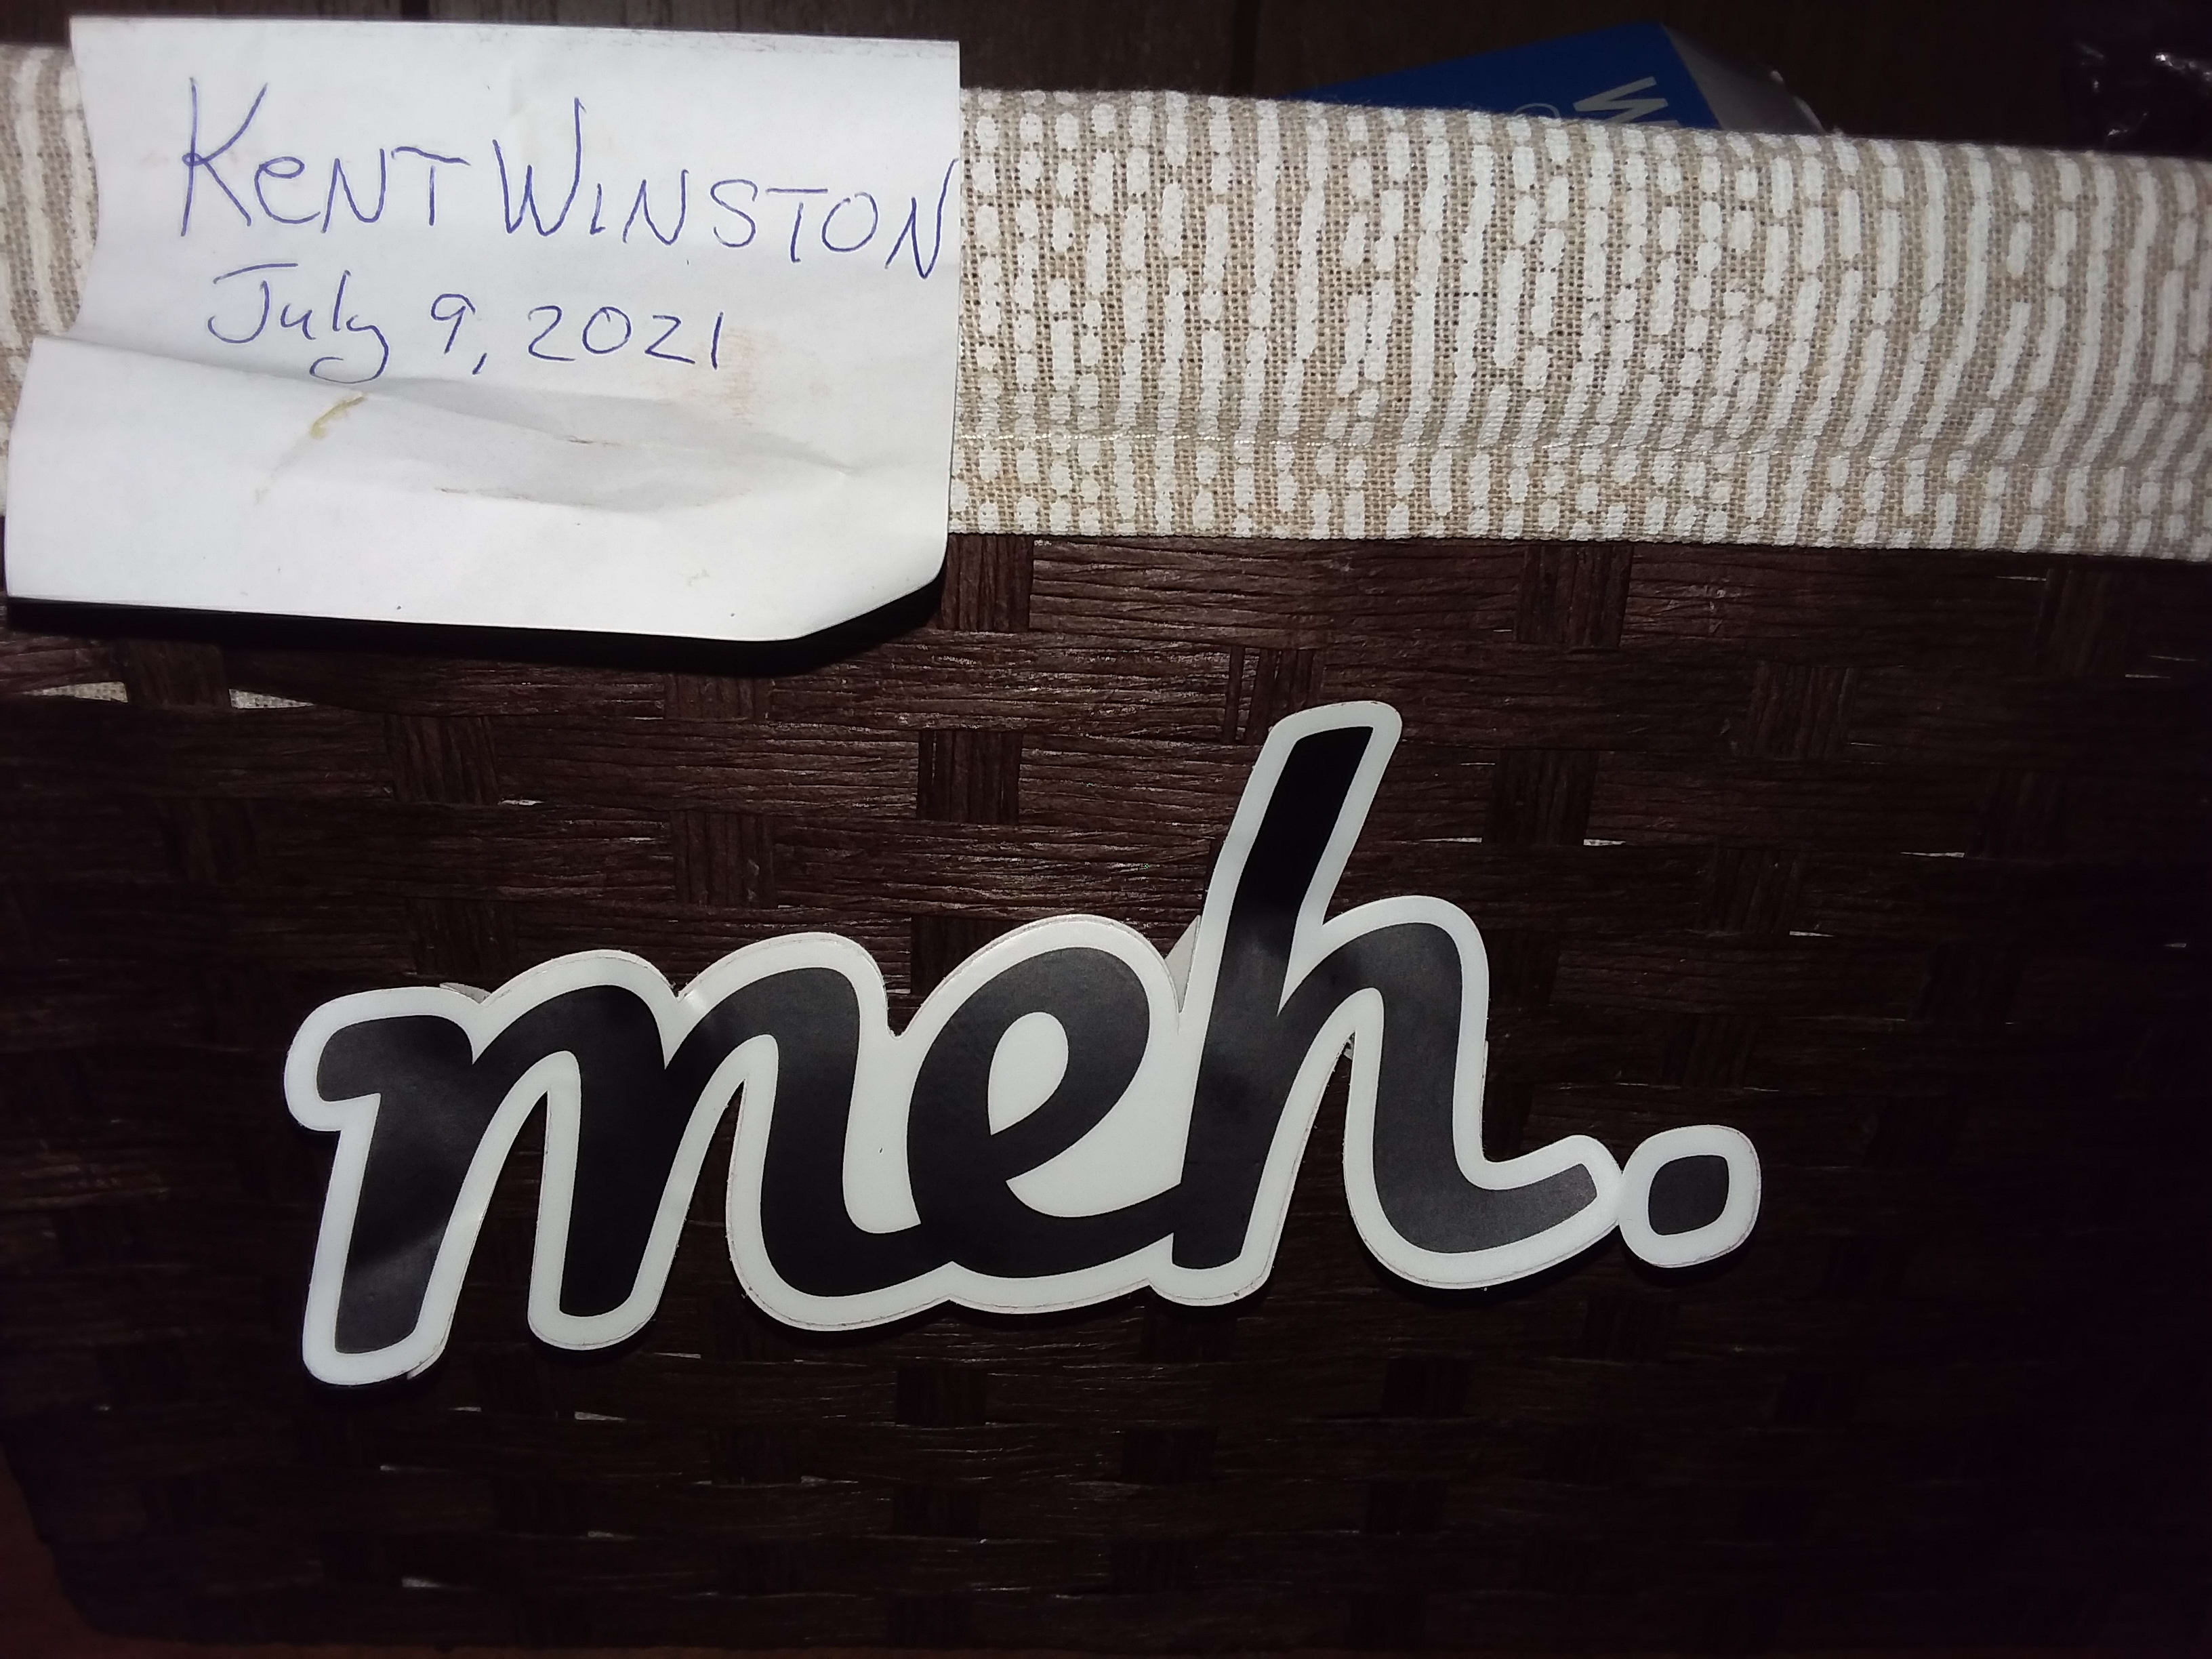 KeNT WINSTON
July 9, 2021
meh.